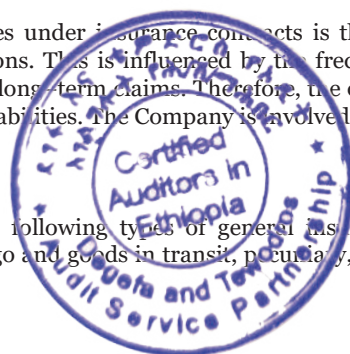 es under insurance contracts is th
ons. This is influenced by the freq
long-term claims. Therefore, the
abilities. The Company is involved
following types of general ins
go and goods in transit, pecuniary,
Certified
Auditors in
Ethiopia
Degefa and Tewodros
Audit Service Partnership